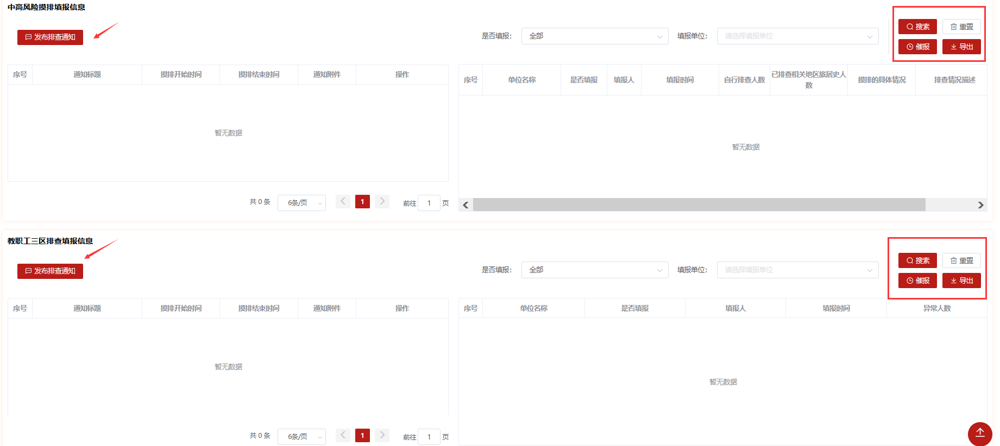 中高风险摸排填报信息
发布排查通知
是否填报： 全部 填报单位： 请选择填报单位
搜索 重置
催报 导出
序号 通知标题 摸排开始时间 摸排结束时间 通知附件 操作
暂无数据
共 0 条 6条/页 1 前往 1 页
序号 单位名称 是否填报 填报人 填报时间 自行排查人数 已排查相关地区旅居史人数 摸排的具体情况 排查情况描述
暂无数据
教职工三区排查填报信息
发布排查通知
是否填报： 全部 填报单位： 请选择填报单位
搜索 重置
催报 导出
序号 通知标题 摸排开始时间 摸排结束时间 通知附件 操作
暂无数据
共 0 条 6条/页 1 前往 1 页
序号 单位名称 是否填报 填报人 填报时间 异常人数
暂无数据